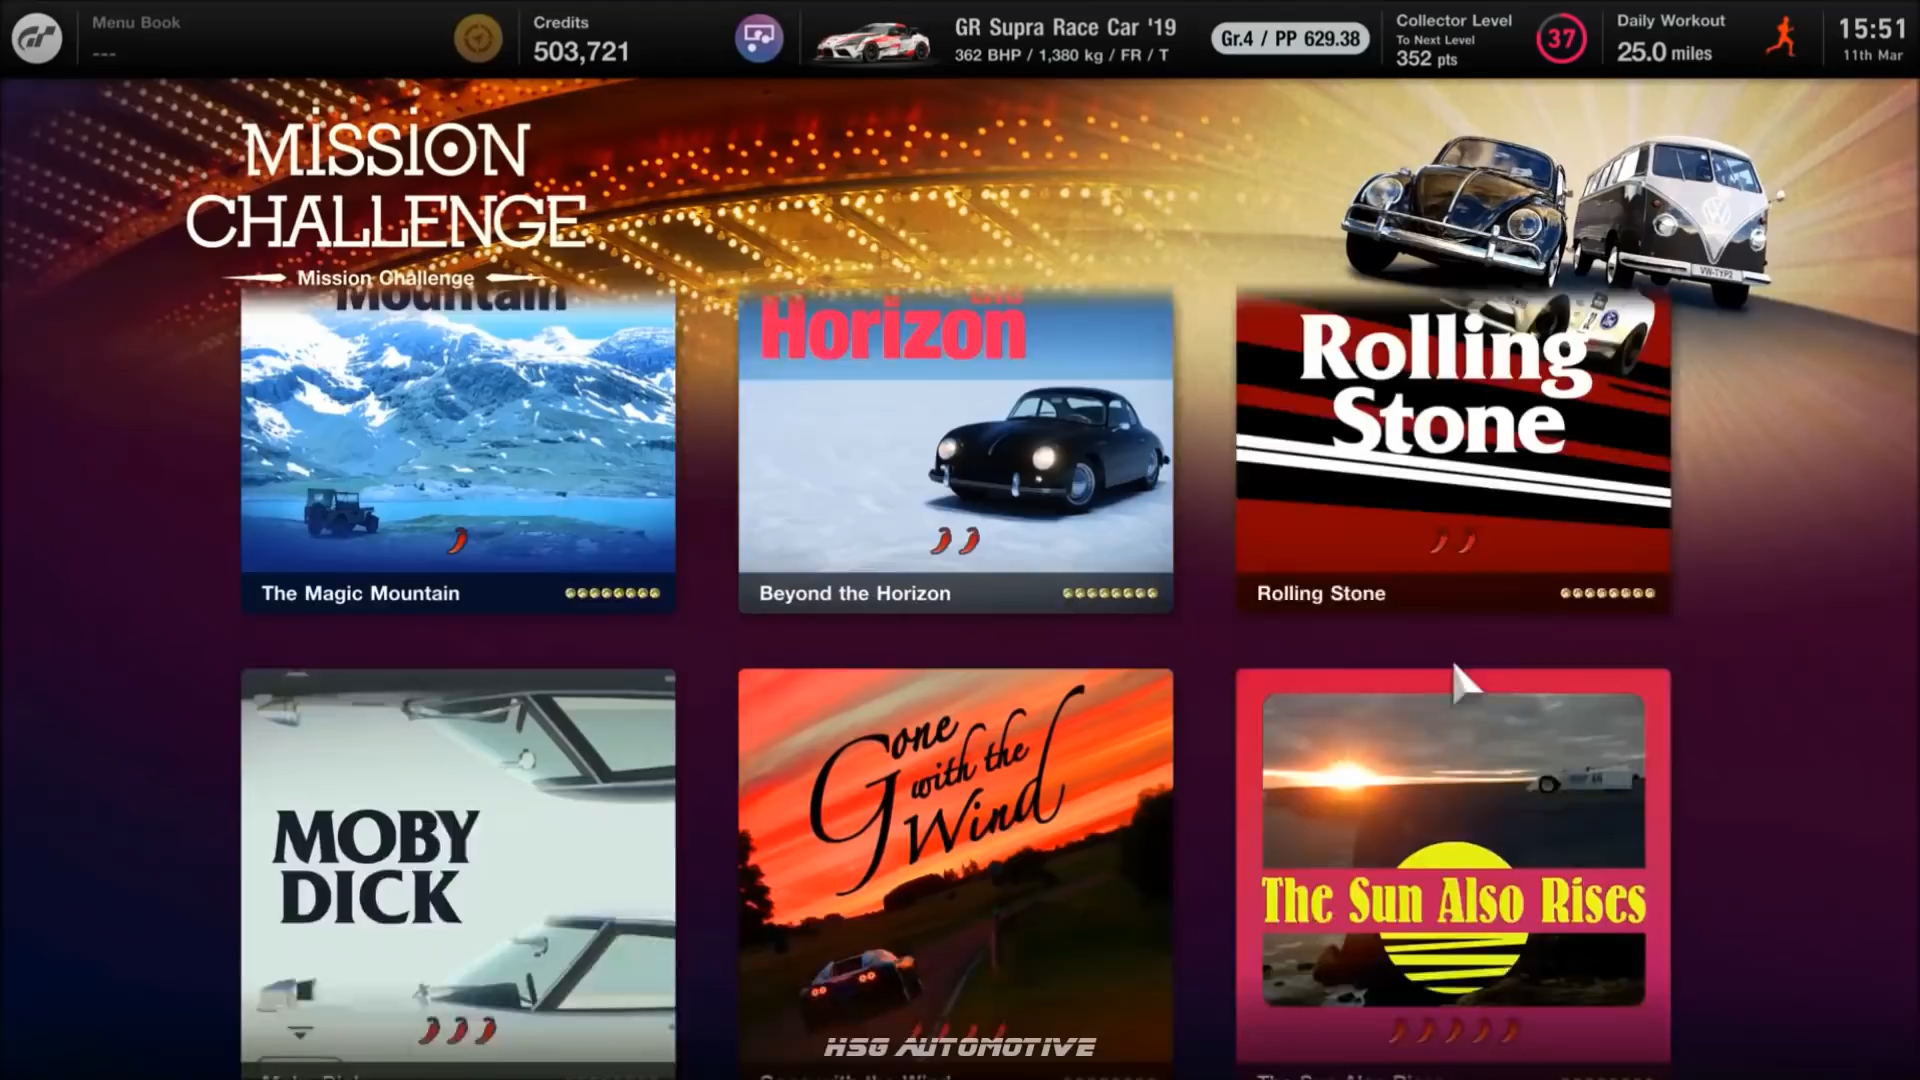 Menu Book
---
Credits
503,721
GR Supra Race Car '19
362 BHP / 1,380 kg / FR / T
Gr.4 / PP 629.38
Collector Level
To Next Level
352 pts
37
Daily Workout
25.0 miles
15:51
11th Mar
MISSION
CHALLENGE
Mission Challenge
Mountain
Horizon
Rolling
Stone
VW-TYP2
The Magic Mountain
Beyond the Horizon
Rolling Stone
MOBY
DICK
Gone
with the
Wind
The Sun Also Rises
HSG AUTOMOTIVE